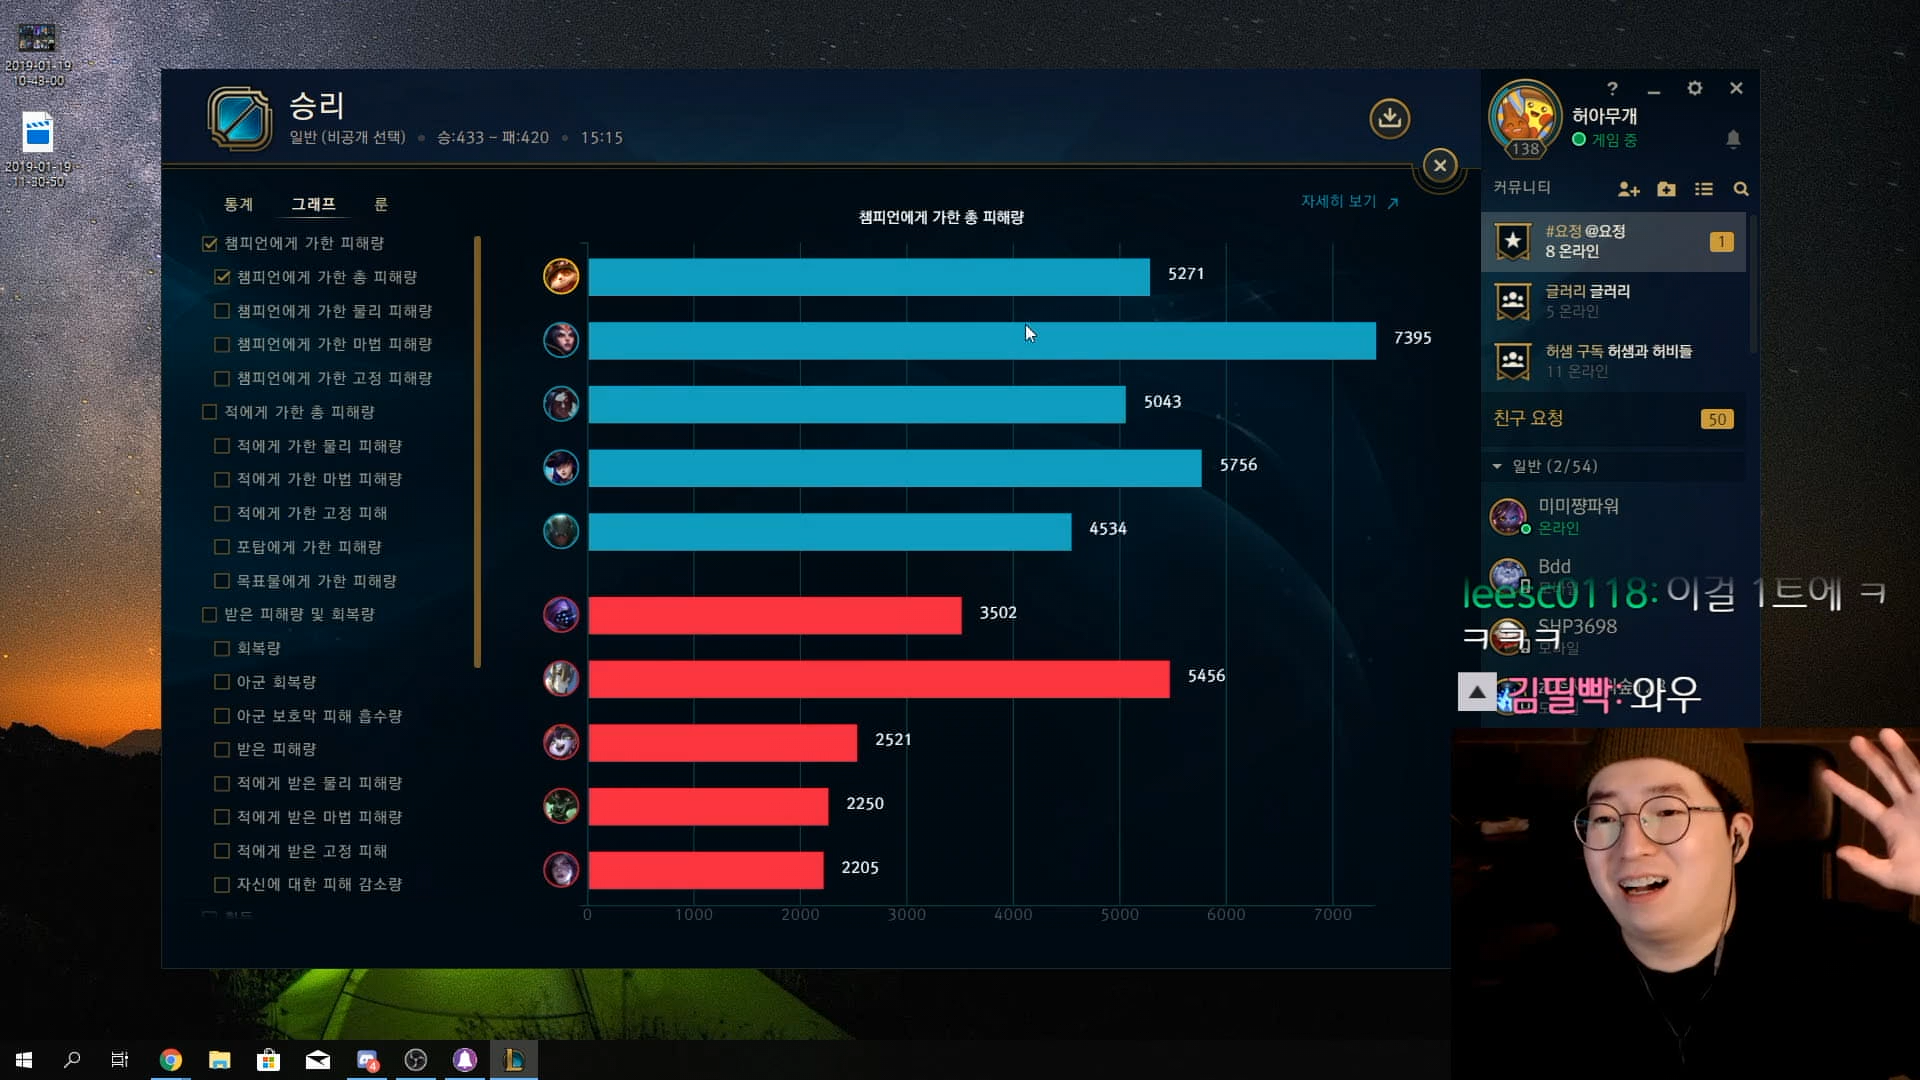 2019-01-19
10-48-00
2019-01-19
11-30-50
승리
일반 (비공개 선택) • 승:433 – 패:420 • 15:15
통계
그래프
룬
챔피언에게 가한 피해량
챔피언에게 가한 총 피해량
챔피언에게 가한 물리 피해량
챔피언에게 가한 마법 피해량
챔피언에게 가한 고정 피해량
적에게 가한 총 피해량
적에게 가한 물리 피해량
적에게 가한 마법 피해량
적에게 가한 고정 피해
포탑에게 가한 피해량
목표물에게 가한 피해량
받은 피해량 및 회복량
회복량
아군 회복량
아군 보호막 피해 흡수량
받은 피해량
적에게 받은 물리 피해량
적에게 받은 마법 피해량
적에게 받은 고정 피해
자신에 대한 피해 감소량
챔피언에게 가한 총 피해량
자세히 보기
5271
7395
5043
5756
4534
3502
5456
2521
2250
2205
0 1000 2000 3000 4000 5000 6000 7000
138
허아무개
게임 중
커뮤니티
#요정 @요정
8 온라인
1
글러리 글러리
5 온라인
허샘 구독 허샘과 허비들
11 온라인
친구 요청
50
일반 (2/54)
미미쨩파워
온라인
Bdd
leesc0118: 이걸 1트에 ㅋ
ㅋㅋㅋ
SHP3698
모바일
김띨빡: 와우
4